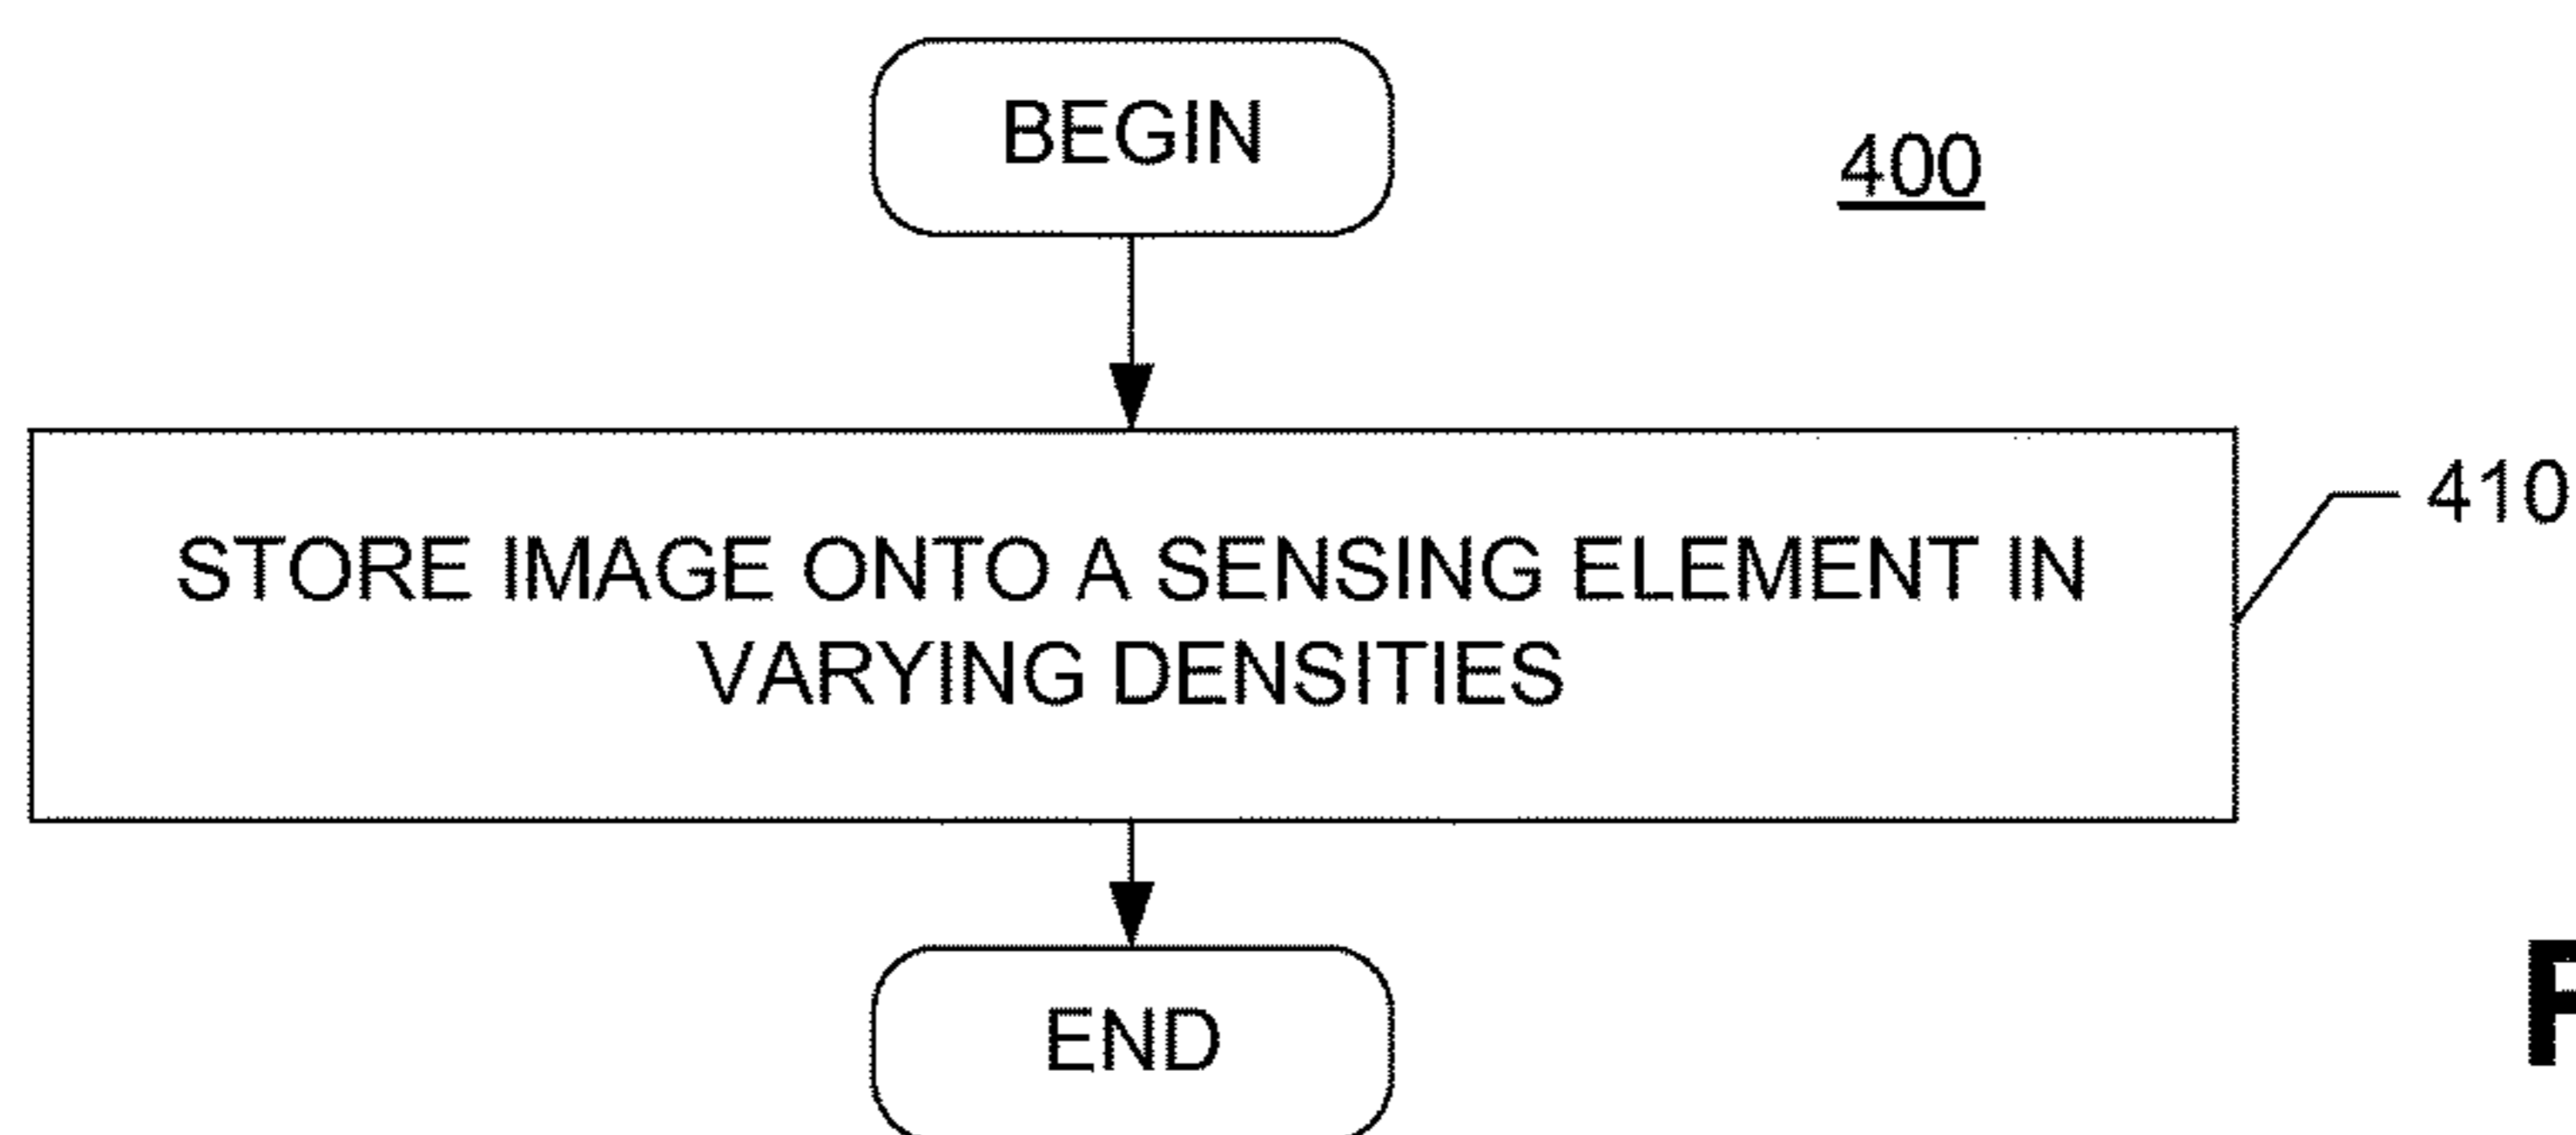 BEGIN
400
STORE IMAGE ONTO A SENSING ELEMENT IN
VARYING DENSITIES
410
END